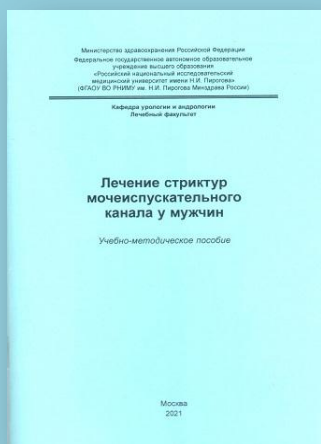 Министерство здравоохранения Российской Федерации
Федеральное государственное автономное образовательное
учреждение высшего образования
«Российский национальный исследовательский
медицинский университет имени Н.И. Пирогова»
(ФГАОУ ВО РНИМУ им. Н.И. Пирогова Минздрава России)
Кафедра урологии и андрологии
Лечебный факультет
Лечение стриктур
мочеиспускательного
канала у мужчин
Учебно-методическое пособие
Москва
2021